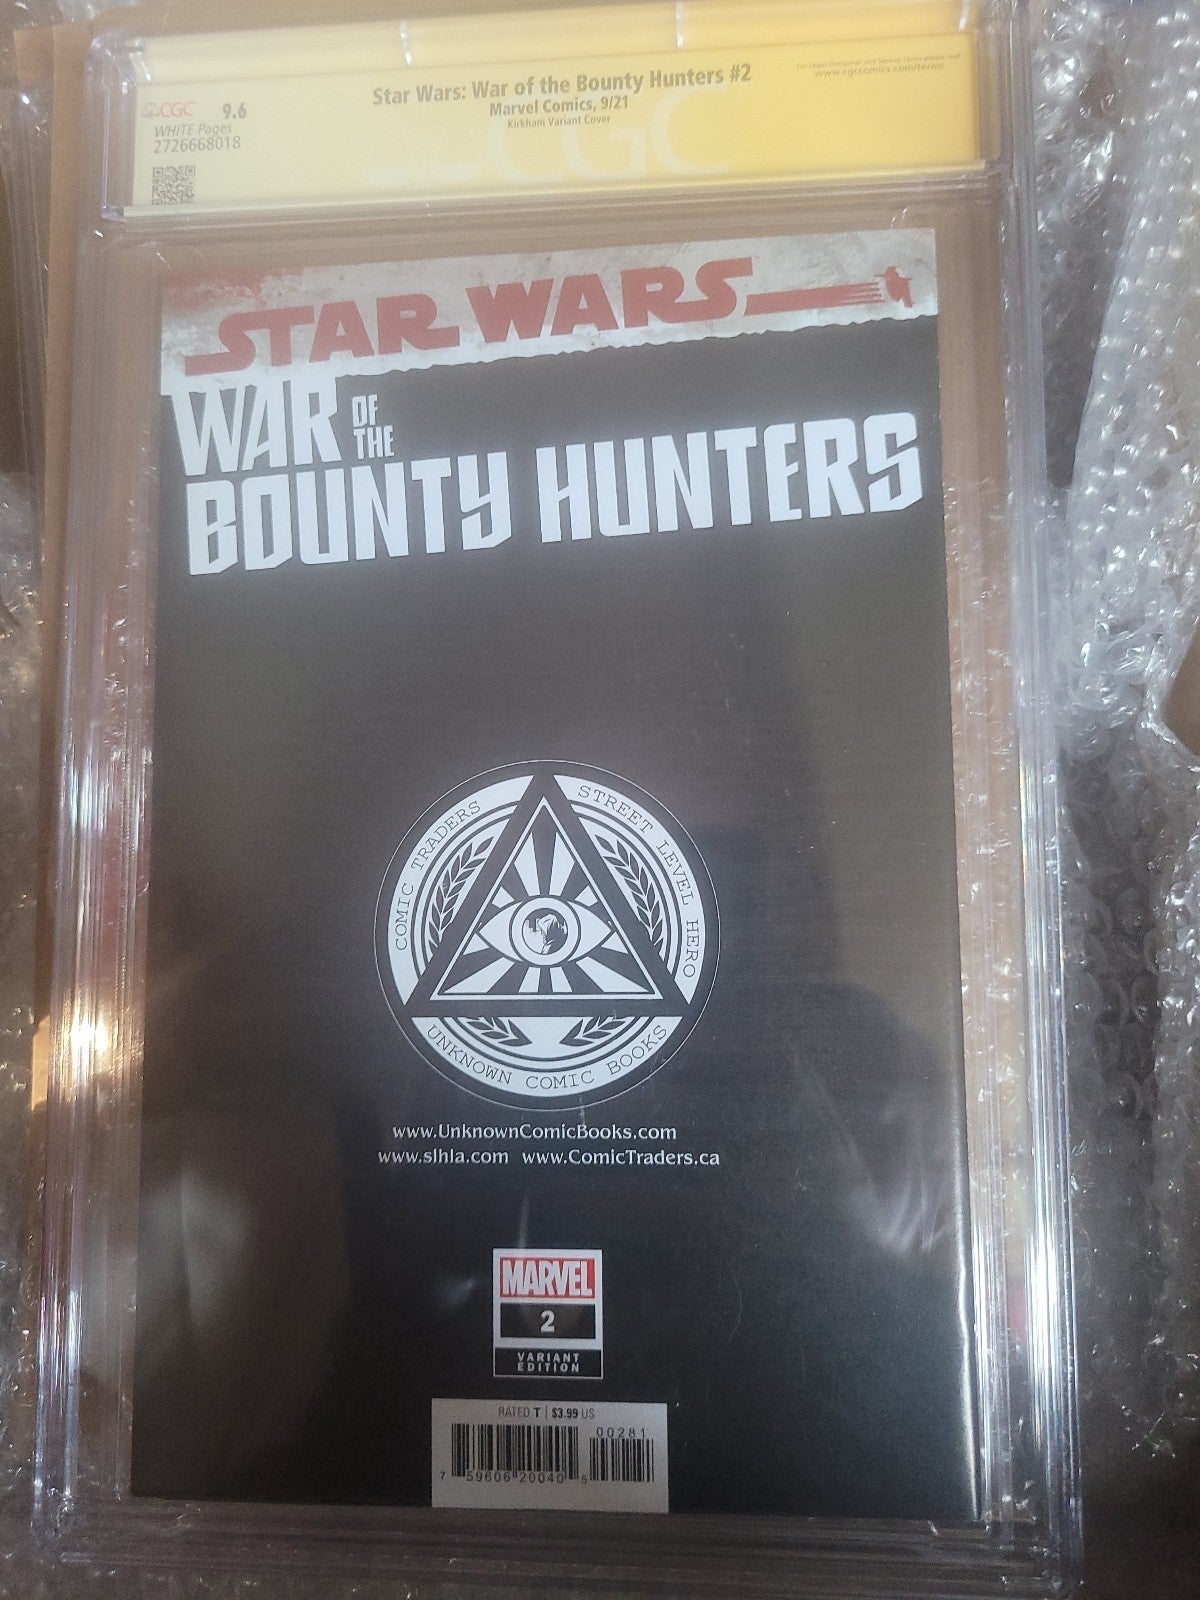 CGC 9.6
WHITE Pages
2726668018
Star Wars: War of the Bounty Hunters #2
Marvel Comics, 9/21
Kirkham Variant Cover
www.cgccomics.com/terms
CGC
STAR WARS
WAR OF THE
BOUNTY HUNTERS
COMIC TRADERS
STREET LEVEL HERO
UNKNOWN COMIC BOOKS
www.UnknownComicBooks.com
www.slhla.com www.ComicTraders.ca
MARVEL
2
VARIANT
EDITION
RATED T | $3.99 US
00281
7 59606 20040 5